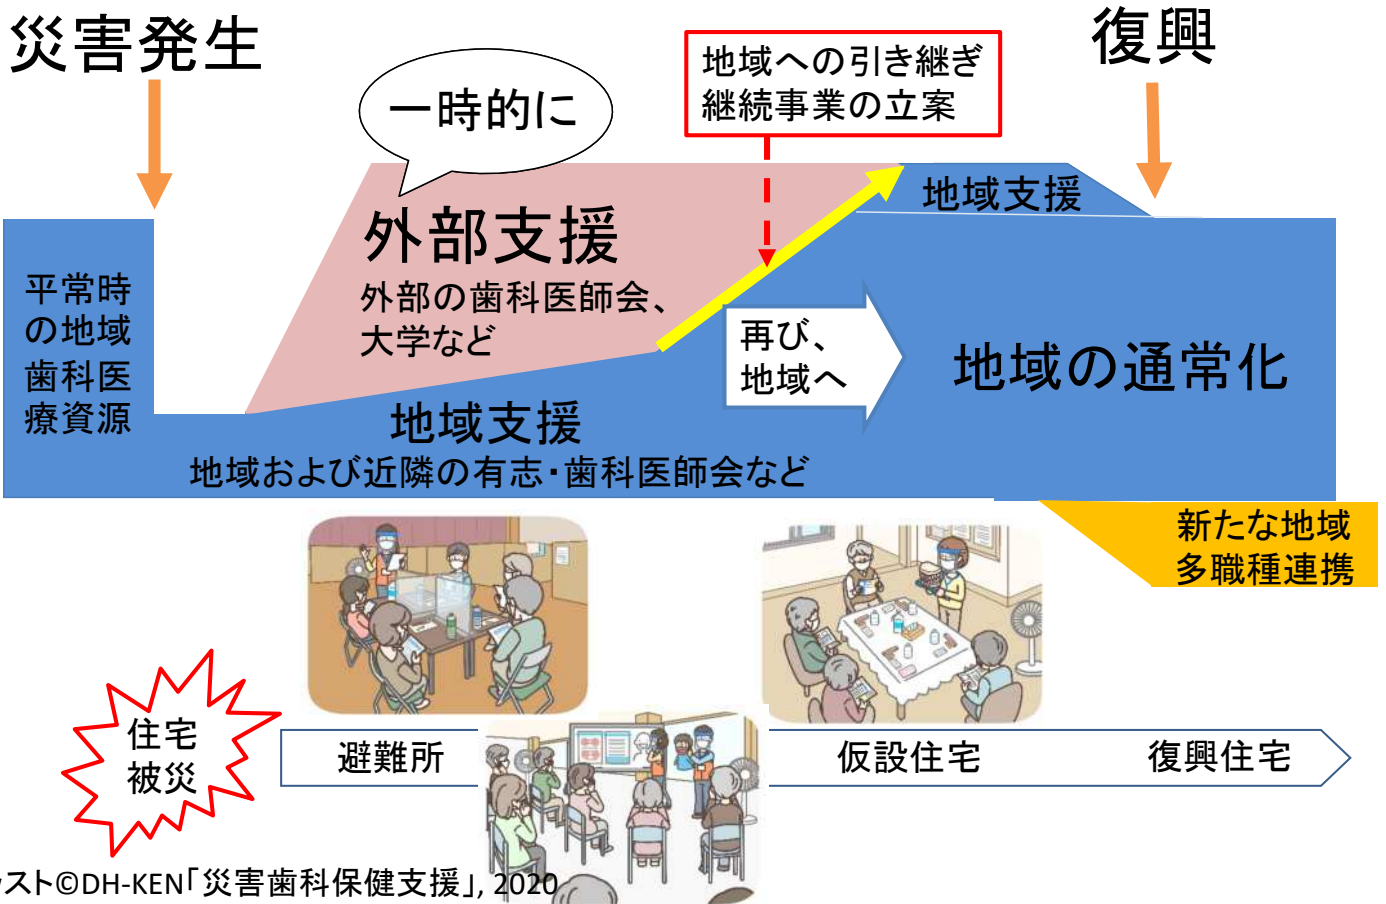 災害発生
復興
一時的に
地域への引き継ぎ
継続事業の立案
地域支援
外部支援
外部の歯科医師会、
大学など
平常時
の地域
歯科医
療資源
再び、
地域へ
地域の通常化
地域支援
地域および近隣の有志・歯科医師会など
新たな地域
多職種連携
住宅
被災
避難所
仮設住宅
復興住宅
スト©DH-KEN「災害歯科保健支援」, 2020